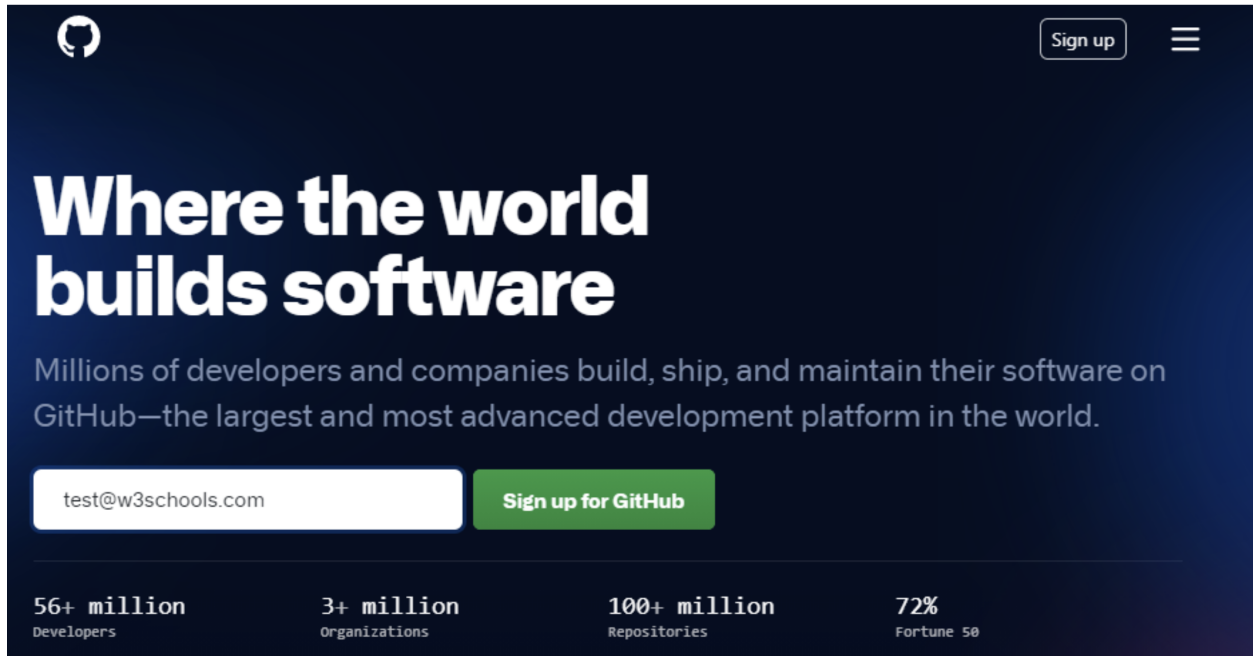 Sign up
Where the world
builds software
Millions of developers and companies build, ship, and maintain their software on
GitHub—the largest and most advanced development platform in the world.
test@w3schools.com
Sign up for GitHub
56+ million
Developers
3+ million
Organizations
100+ million
Repositories
72%
Fortune 50